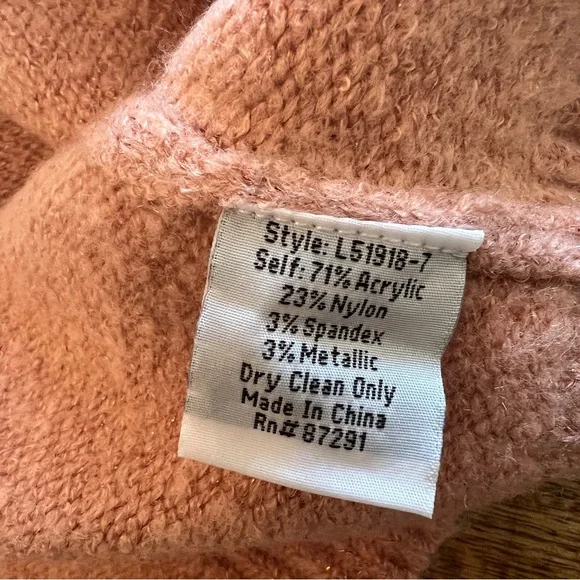 Style: L51918-7
Self: 71% Acrylic
23% Nylon
3% Spandex
3% Metallic
Dry Clean Only
Made In China
Rn# 87291